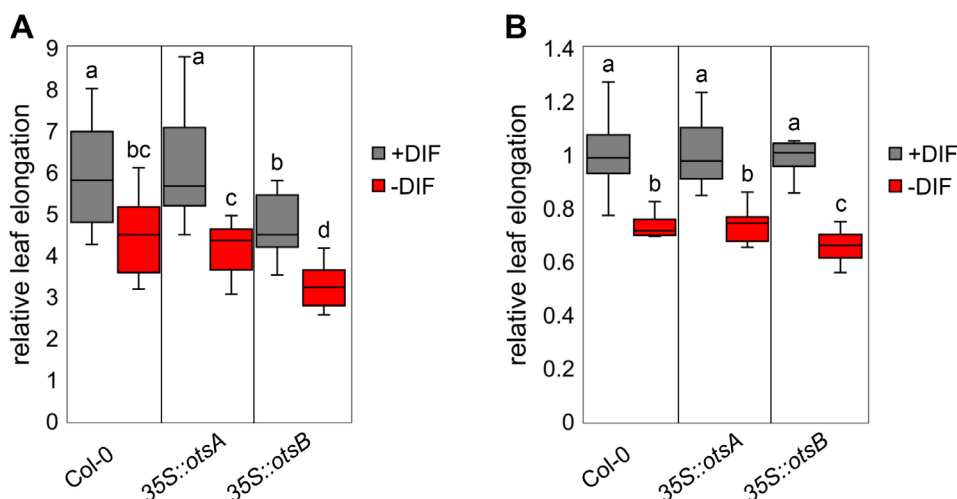 A
relative leaf elongation
9
8
7
6
5
4
3
2
1
0
a
bc
a
c
b
d
Col-0
35S::otsA
35S::otsB
+DIF
-DIF
B
relative leaf elongation
1.4
1.2
1
0.8
0.6
0.4
0.2
0
a
b
a
b
a
c
Col-0
35S::otsA
35S::otsB
+DIF
-DIF